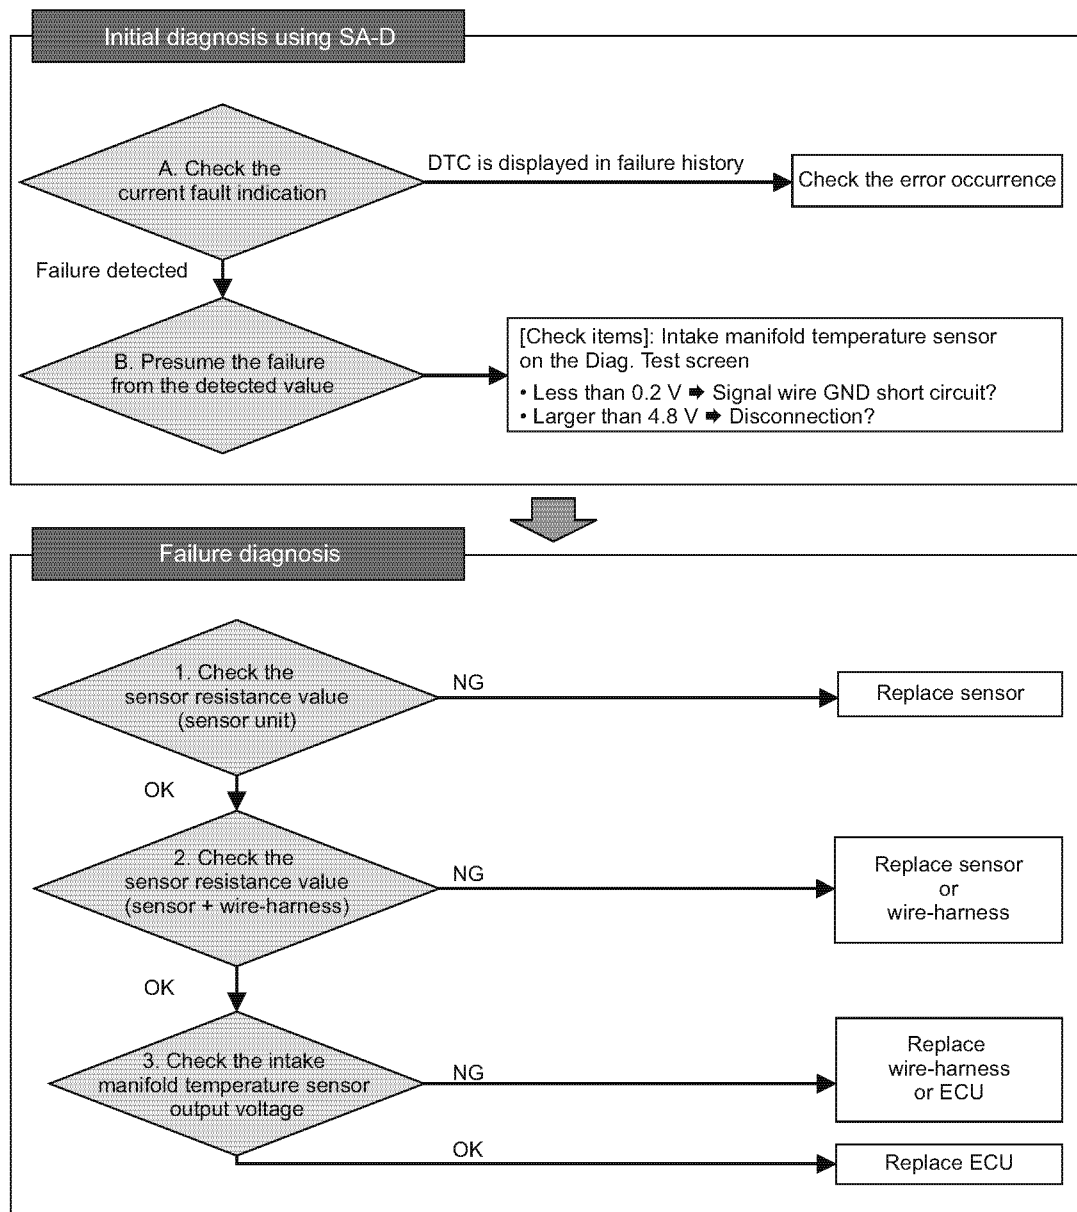 Initial diagnosis using SA-D
A. Check the
current fault indication
DTC is displayed in failure history
Check the error occurrence
Failure detected
B. Presume the failure
from the detected value
[Check items]: Intake manifold temperature sensor
on the Diag. Test screen
• Less than 0.2 V ➡ Signal wire GND short circuit?
• Larger than 4.8 V ➡ Disconnection?
Failure diagnosis
1. Check the
sensor resistance value
(sensor unit)
NG
Replace sensor
OK
2. Check the
sensor resistance value
(sensor + wire-harness)
NG
Replace sensor
or
wire-harness
OK
3. Check the intake
manifold temperature sensor
output voltage
NG
Replace
wire-harness
or ECU
OK
Replace ECU